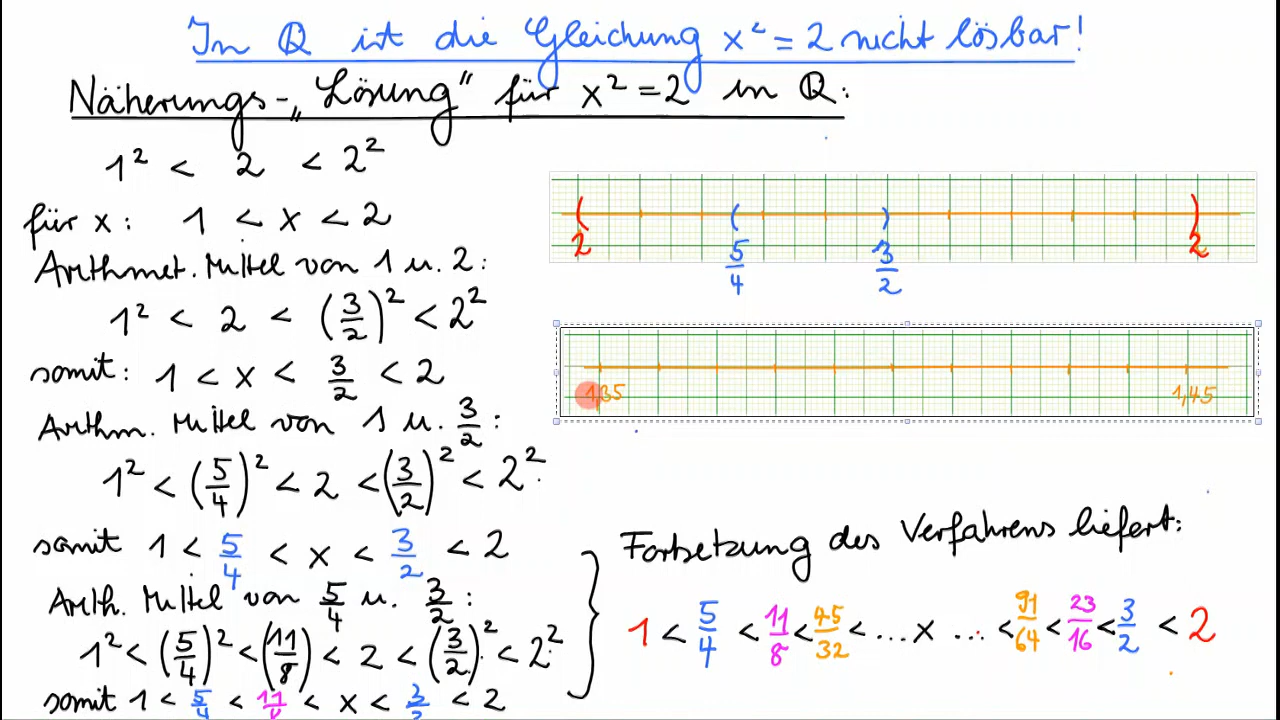 In ℚ ist die Gleichung x² = 2 nicht lösbar!
Näherungs-„Lösung" für x² = 2 in ℚ:
1² < 2 < 2²
für x: 1 < x < 2
Arithmet. Mittel von 1 u. 2:
1² < 2 < (3/2)² < 2²
somit: 1 < x < 3/2 < 2
Arithm. Mittel von 1 u. 3/2:
1² < (5/4)² < 2 < (3/2)² < 2²
somit 1 < 5/4 < x < 3/2 < 2
Arith. Mittel von 5/4 u. 3/2:
1² < (5/4)² < (11/8) < 2 < (3/2)² < 2²
somit 1 < 5/4 < 11/8 < x < 3/2 < 2
( ( ) )
2 5/4 3/2 2
1,35 1,45
Fortsetzung des Verfahrens liefert:
1 < 5/4 < 11/8 < 45/32 < ... x ... < 91/64 < 23/16 < 3/2 < 2